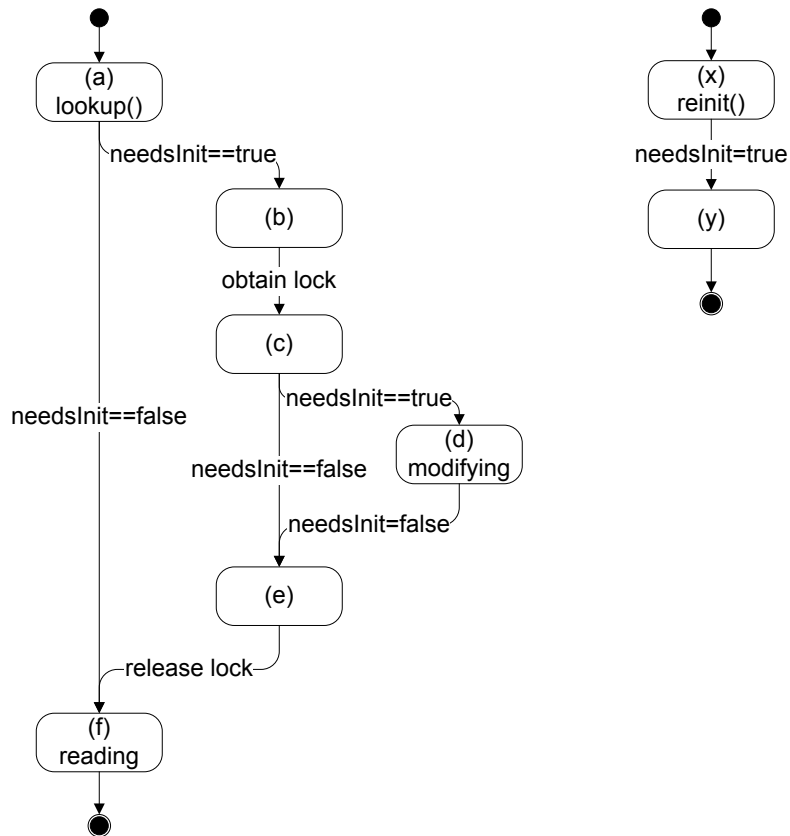 (a)
lookup()
needsInit==true
(b)
obtain lock
(c)
needsInit==true
needsInit==false
(d)
modifying
needsInit==false
needsInit=false
(e)
release lock
(f)
reading
(x)
reinit()
needsInit=true
(y)